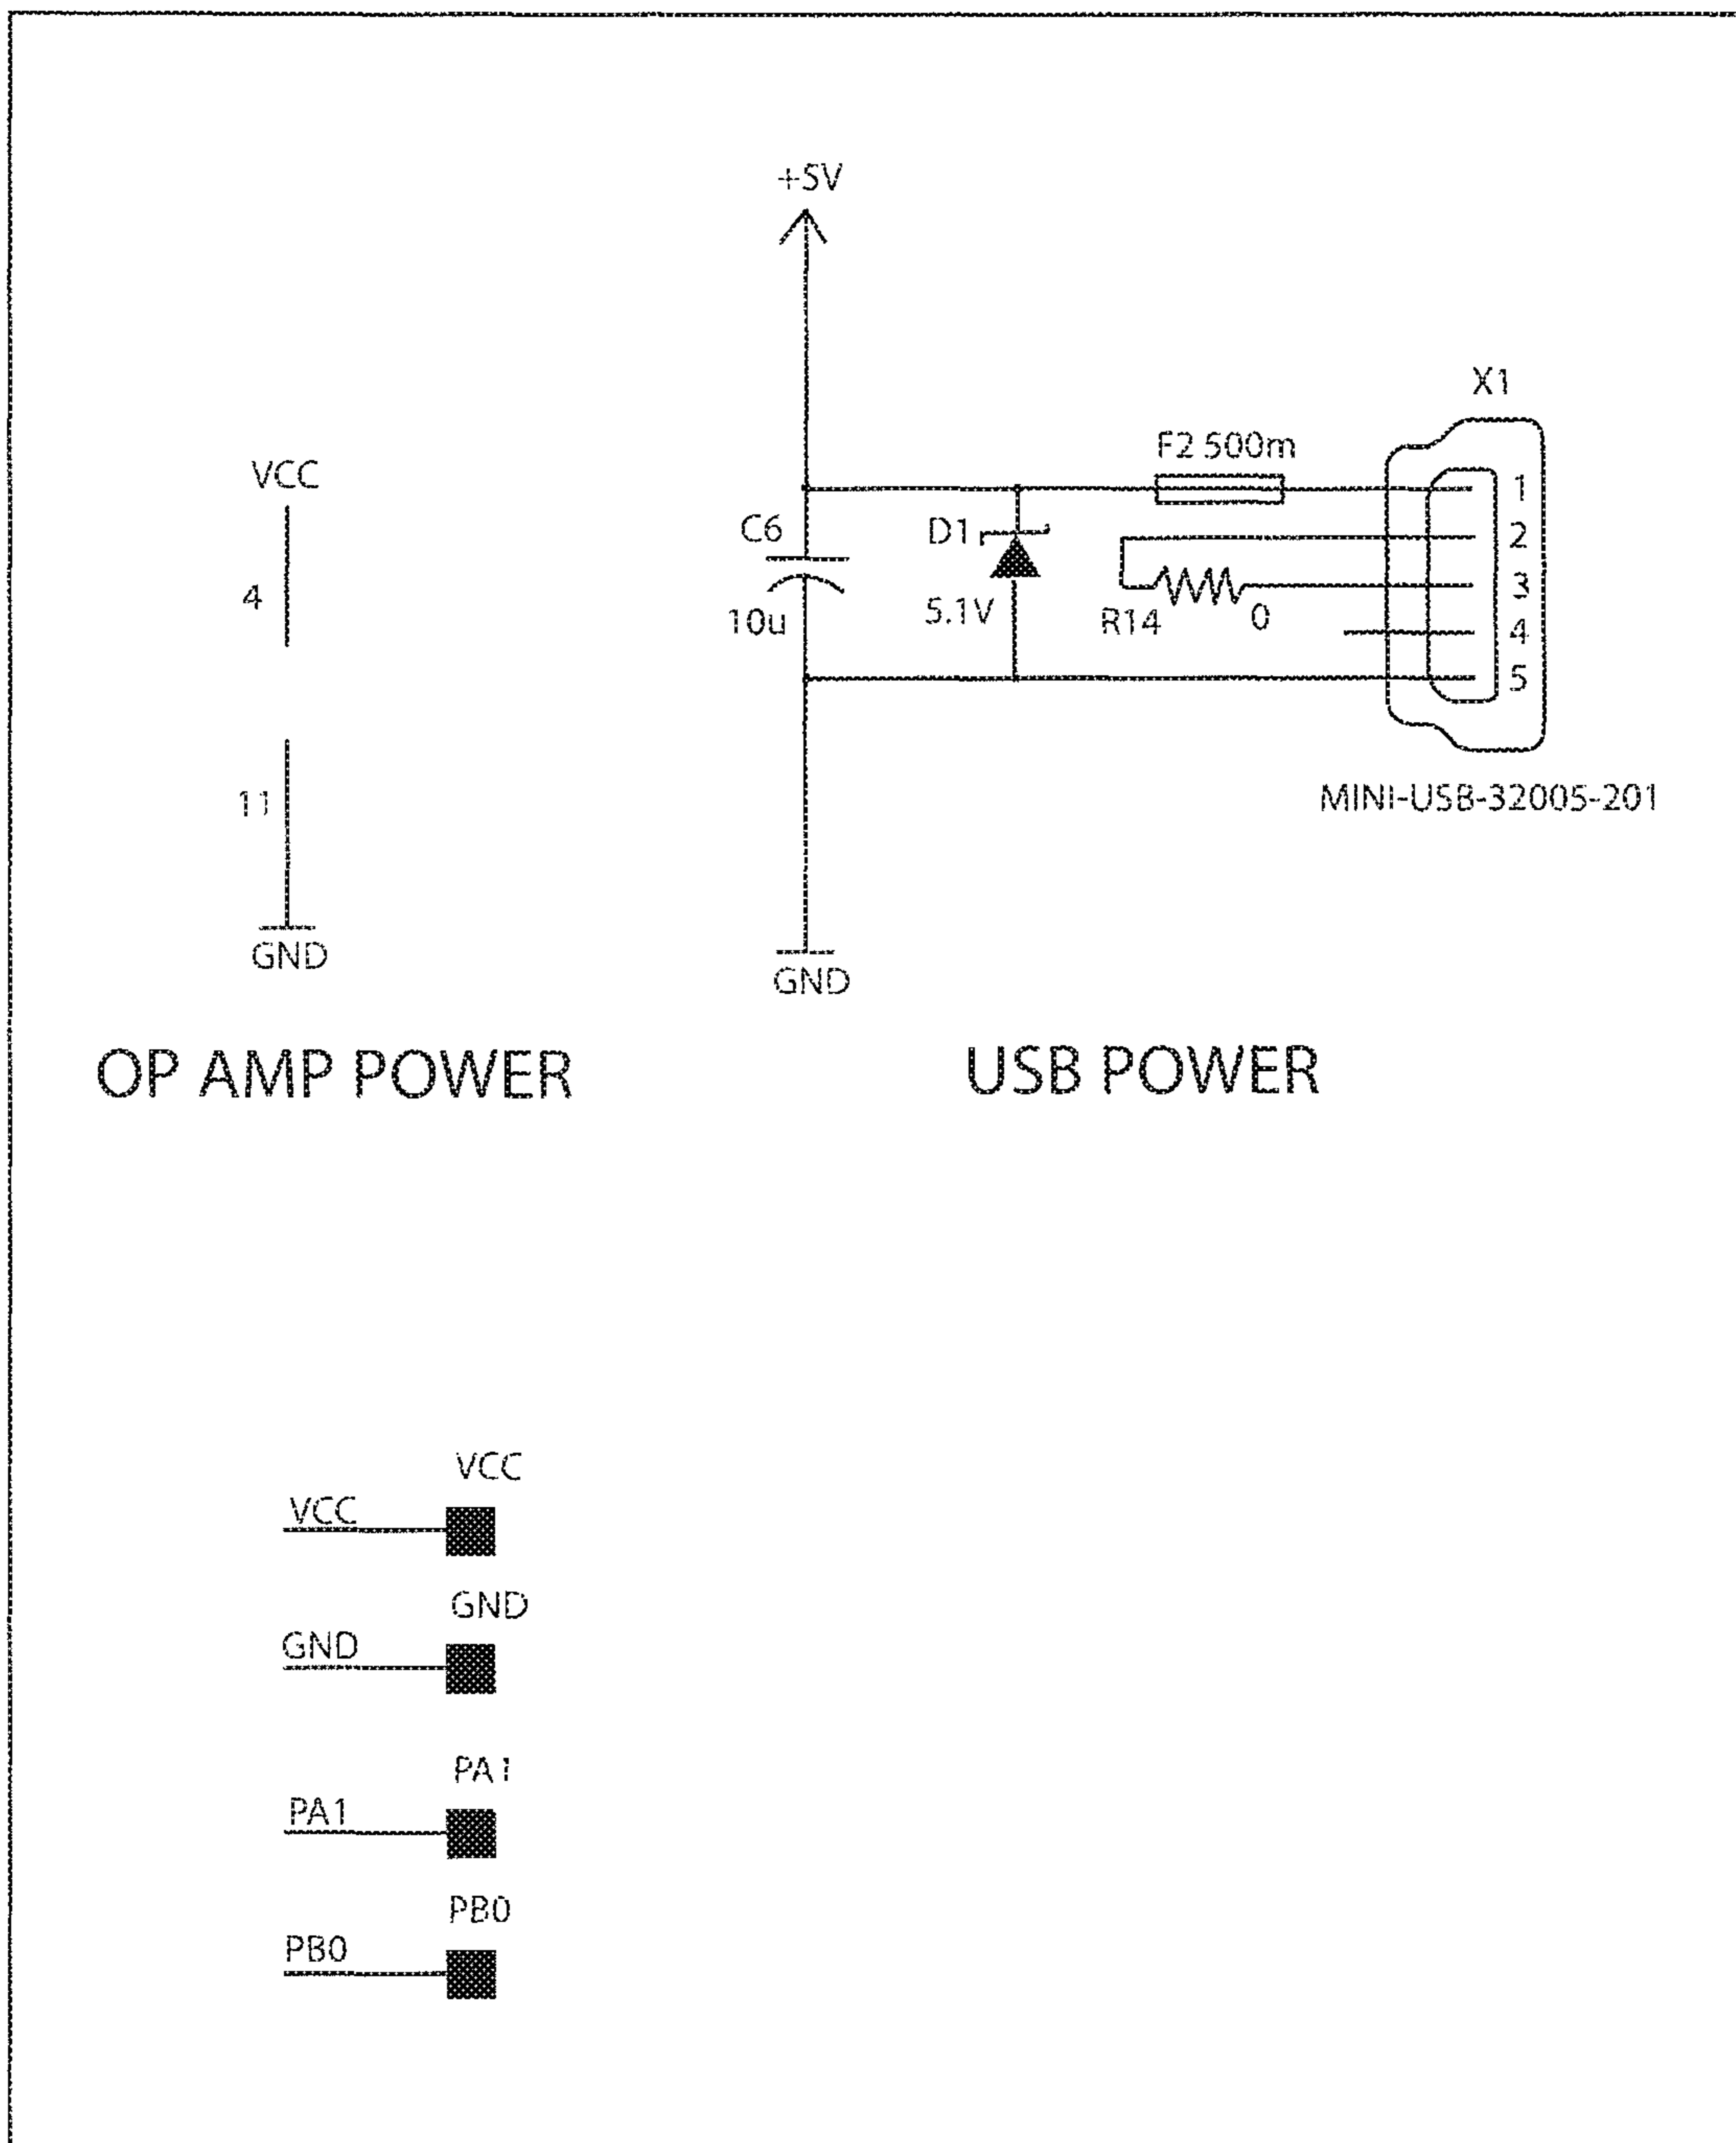 +5V
X1
F2 500m
VCC
1
C6
D1
2
4
3
10u
5.1V
R14
0
4
5
11
MINI-USB-32005-201
GND
GND
OP AMP POWER
USB POWER
VCC
VCC
GND
GND
PA1
PA1
PB0
PB0